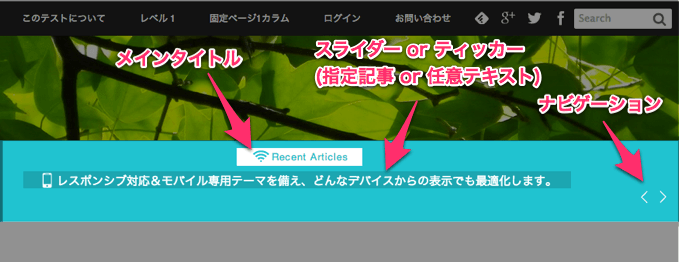 このテストについて レベル 1 固定ページ1カラム ログイン お問い合わせ g+ Search
メインタイトル
スライダー or ティッカー
(指定記事 or 任意テキスト)
ナビゲーション
Recent Articles
レスポンシブ対応&モバイル専用テーマを備え、どんなデバイスからの表示でも最適化します。